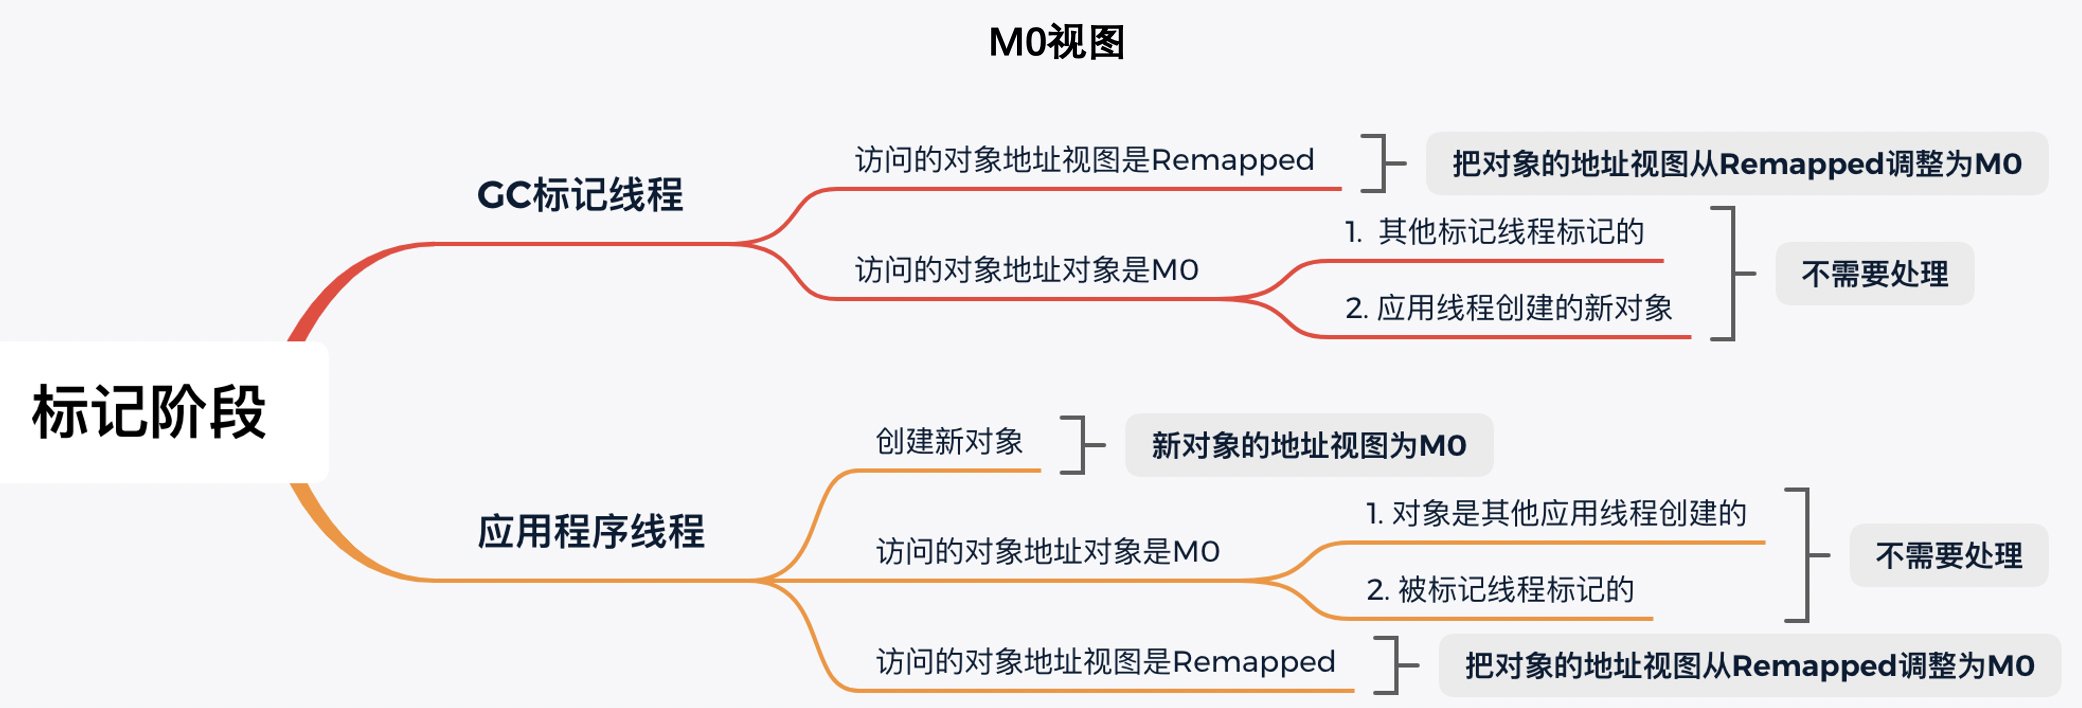 M0视图
标记阶段
GC标记线程
访问的对象地址视图是Remapped
把对象的地址视图从Remapped调整为M0
访问的对象地址对象是M0
1. 其他标记线程标记的
2. 应用线程创建的新对象
不需要处理
应用程序线程
创建新对象
新对象的地址视图为M0
访问的对象地址对象是M0
1. 对象是其他应用线程创建的
2. 被标记线程标记的
不需要处理
访问的对象地址视图是Remapped
把对象的地址视图从Remapped调整为M0